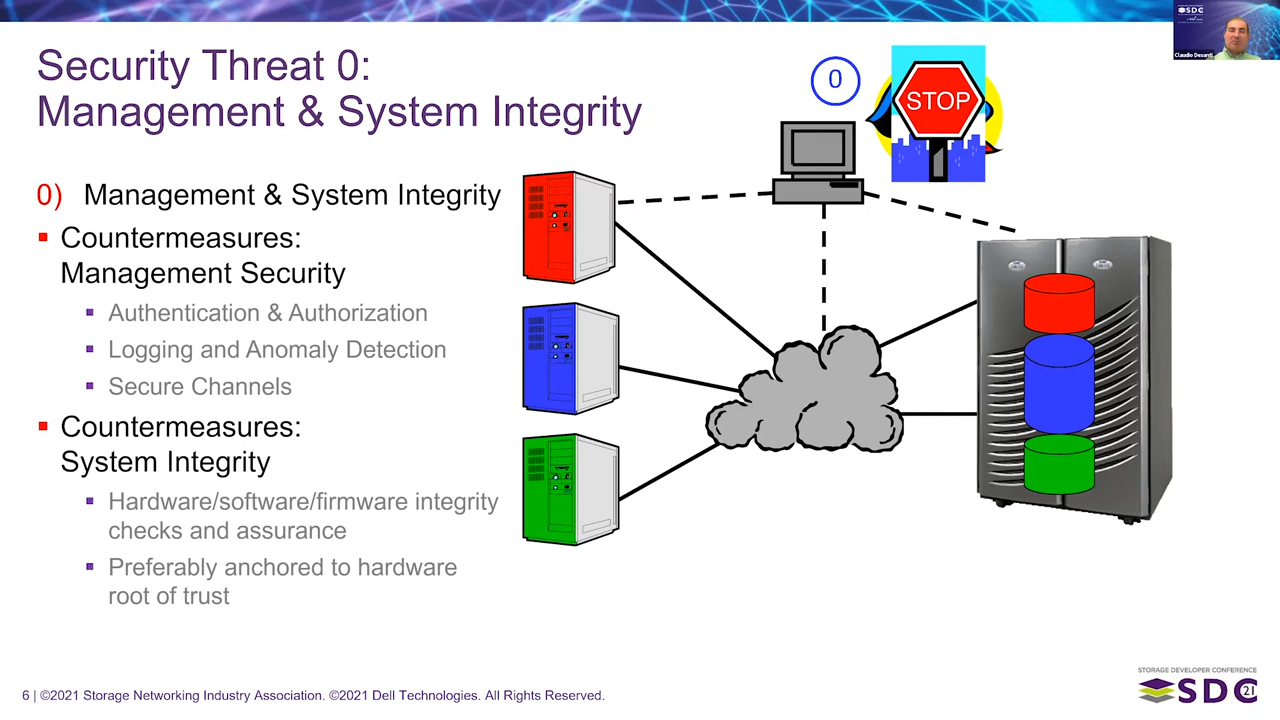 Security Threat 0:
Management & System Integrity
0) Management & System Integrity
Countermeasures:
Management Security
Authentication & Authorization
Logging and Anomaly Detection
Secure Channels
Countermeasures:
System Integrity
Hardware/software/firmware integrity
checks and assurance
Preferably anchored to hardware
root of trust
0
STOP
SDC
Claudio Desanti
6 | ©2021 Storage Networking Industry Association. ©2021 Dell Technologies. All Rights Reserved.
STORAGE DEVELOPER CONFERENCE
SDC 21